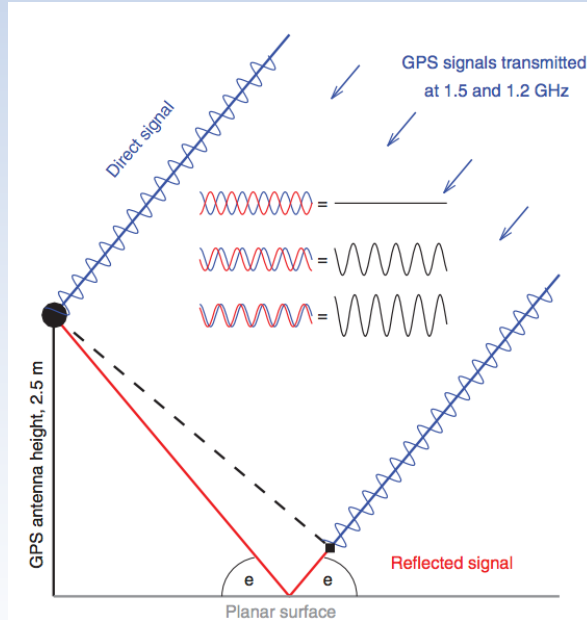 GPS signals transmitted
at 1.5 and 1.2 GHz
Direct signal
=
=
=
GPS antenna height, 2.5 m
Reflected signal
e
e
Planar surface